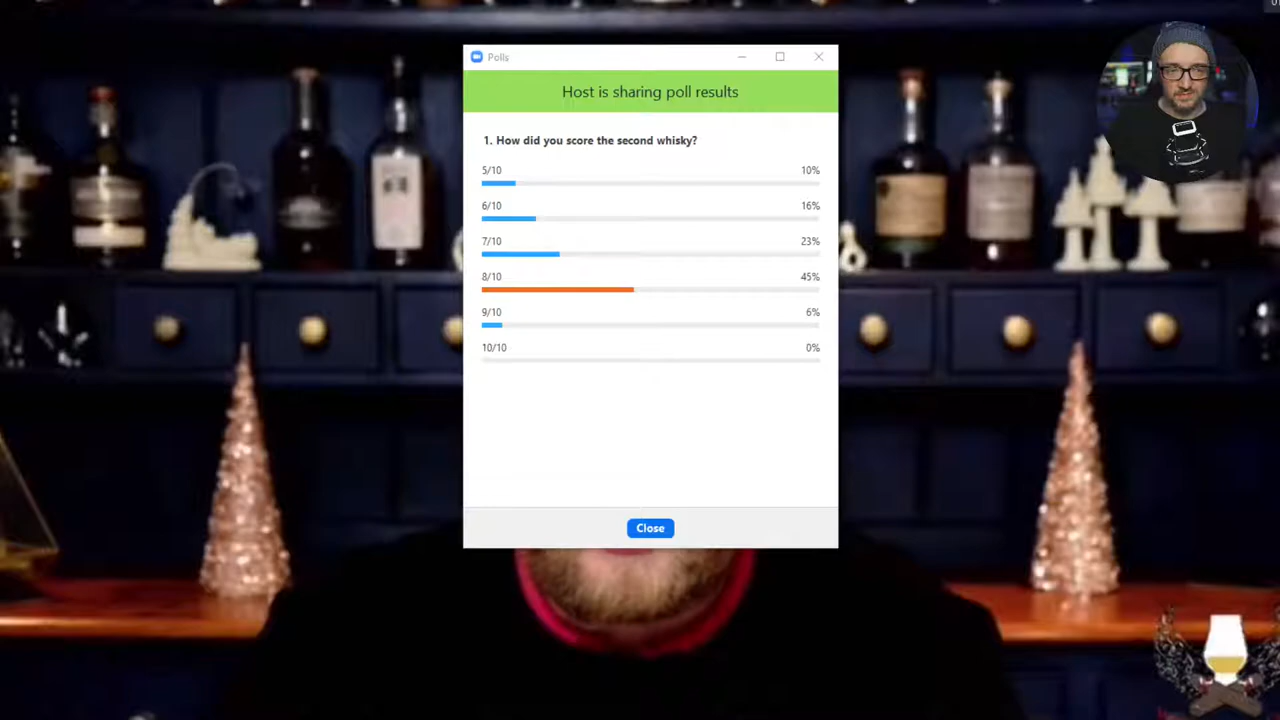 Polls
Host is sharing poll results
1. How did you score the second whisky?
5/10 10%
6/10 16%
7/10 23%
8/10 45%
9/10 6%
10/10 0%
Close